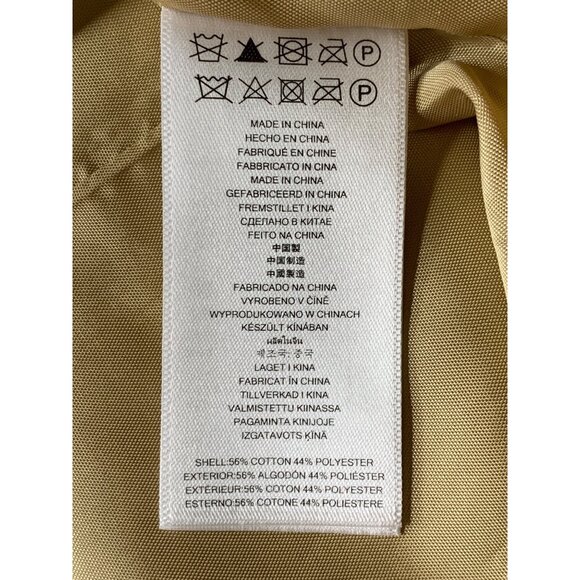 P
P
MADE IN CHINA
HECHO EN CHINA
FABRIQUÉ EN CHINE
FABBRICATO IN CINA
MADE IN CHINA
GEFABRICEERD IN CHINA
FREMSTILLET I KINA
СДЕЛАНО В КИТАЕ
FEITO NA CHINA
中国製
中国制造
中國製造
FABRICADO NA CHINA
VYROBENO V ČÍNĚ
WYPRODUKOWANO W CHINACH
KÉSZÜLT KÍNÁBAN
ผลิตในจีน
제조국: 중국
LAGET I KINA
FABRICAT ÎN CHINA
TILLVERKAD I KINA
VALMISTETTU KIINASSA
PAGAMINTA KINIJOJE
IZGATAVOTS ĶĪNĀ
SHELL:56% COTTON 44% POLYESTER
EXTERIOR:56% ALGODÓN 44% POLIÉSTER
EXTÉRIEUR:56% COTON 44% POLYESTER
ESTERNO:56% COTONE 44% POLIESTERE